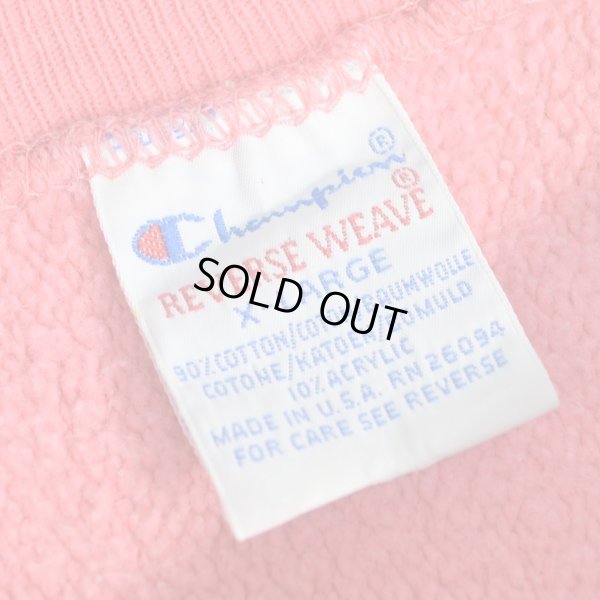 Champion®
REVERSE WEAVE®
X-LARGE
SOLD OUT
90% COTTON/COTON/BAUMWOLLE
COTONE/KATOEN/BOMULD
10% ACRYLIC
MADE IN U.S.A. RN 26094
FOR CARE SEE REVERSE